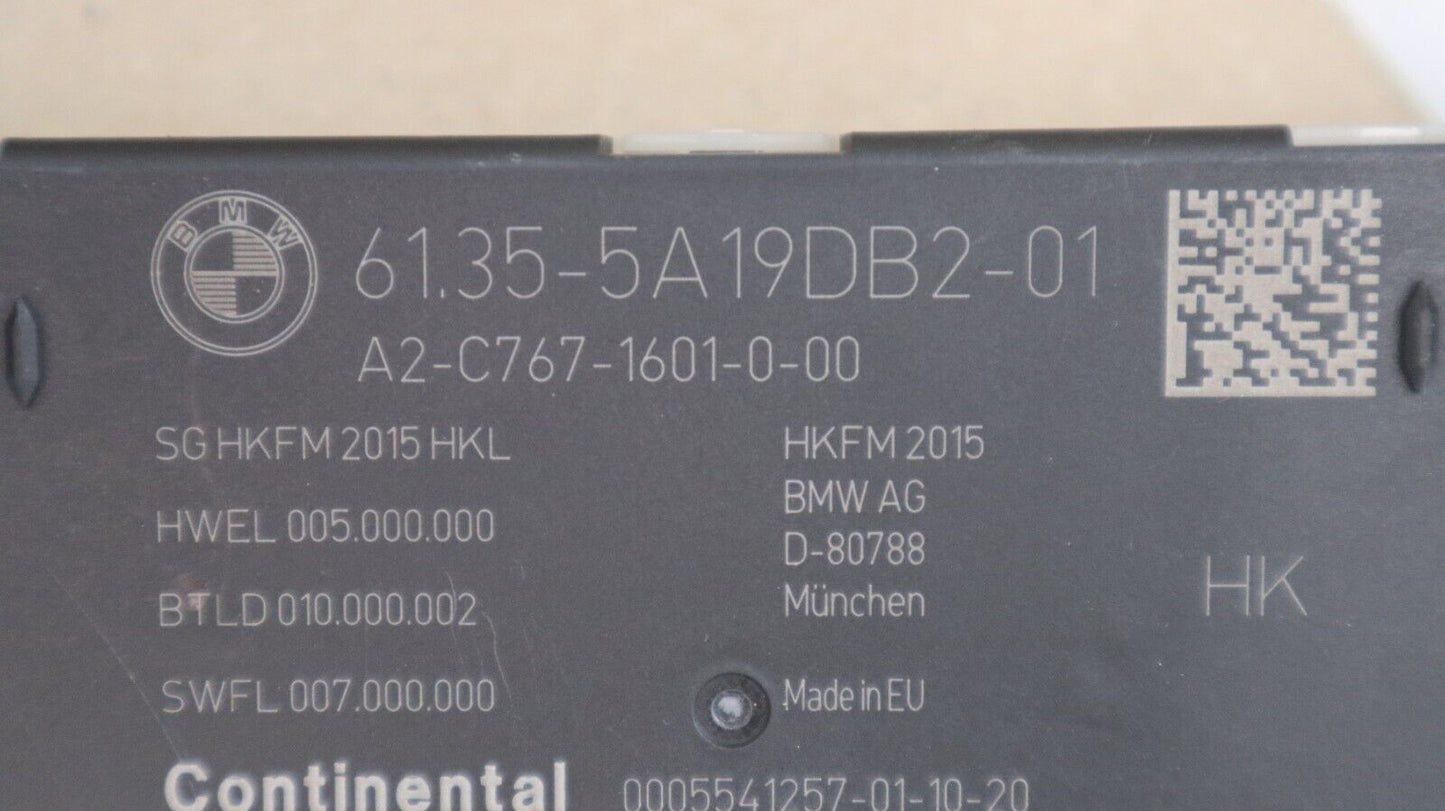 BMW
61.35-5A19DB2-01
A2-C767-1601-0-00
SG HKFM 2015 HKL
HWEL 005.000.000
BTLD 010.000.002
SWFL 007.000.000
Continental
HKFM 2015
BMW AG
D-80788
München
Made in EU
0005541257-01-10-20
HK